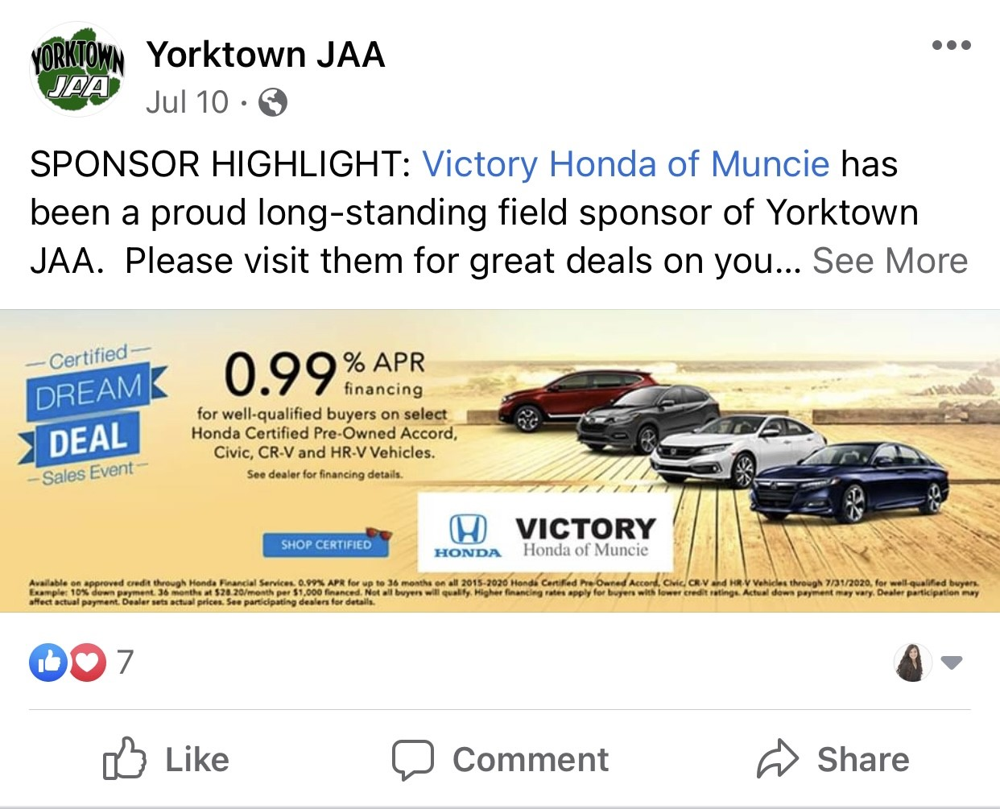 YORKTOWN
JAA
Yorktown JAA
Jul 10 ·
SPONSOR HIGHLIGHT: Victory Honda of Muncie has
been a proud long-standing field sponsor of Yorktown
JAA.  Please visit them for great deals on you... See More
Certified
DREAM
DEAL
Sales Event
0.99% APR
financing
for well-qualified buyers on select
Honda Certified Pre-Owned Accord,
Civic, CR-V and HR-V Vehicles.
See dealer for financing details.
SHOP CERTIFIED
HONDA
VICTORY
Honda of Muncie
Available on approved credit through Honda Financial Services. 0.99% APR for up to 36 months on all 2015-2020 Honda Certified Pre-Owned Accord, Civic, CR-V and HR-V Vehicles through 7/31/2020, for well-qualified buyers.
Example: 10% down payment. 36 months at $28.20/month per $1,000 financed. Not all buyers will qualify. Higher financing rates apply for buyers with lower credit ratings. Actual down payment may vary. Dealer participation may
affect actual payment. Dealer sets actual prices. See participating dealers for details.
7
Like
Comment
Share